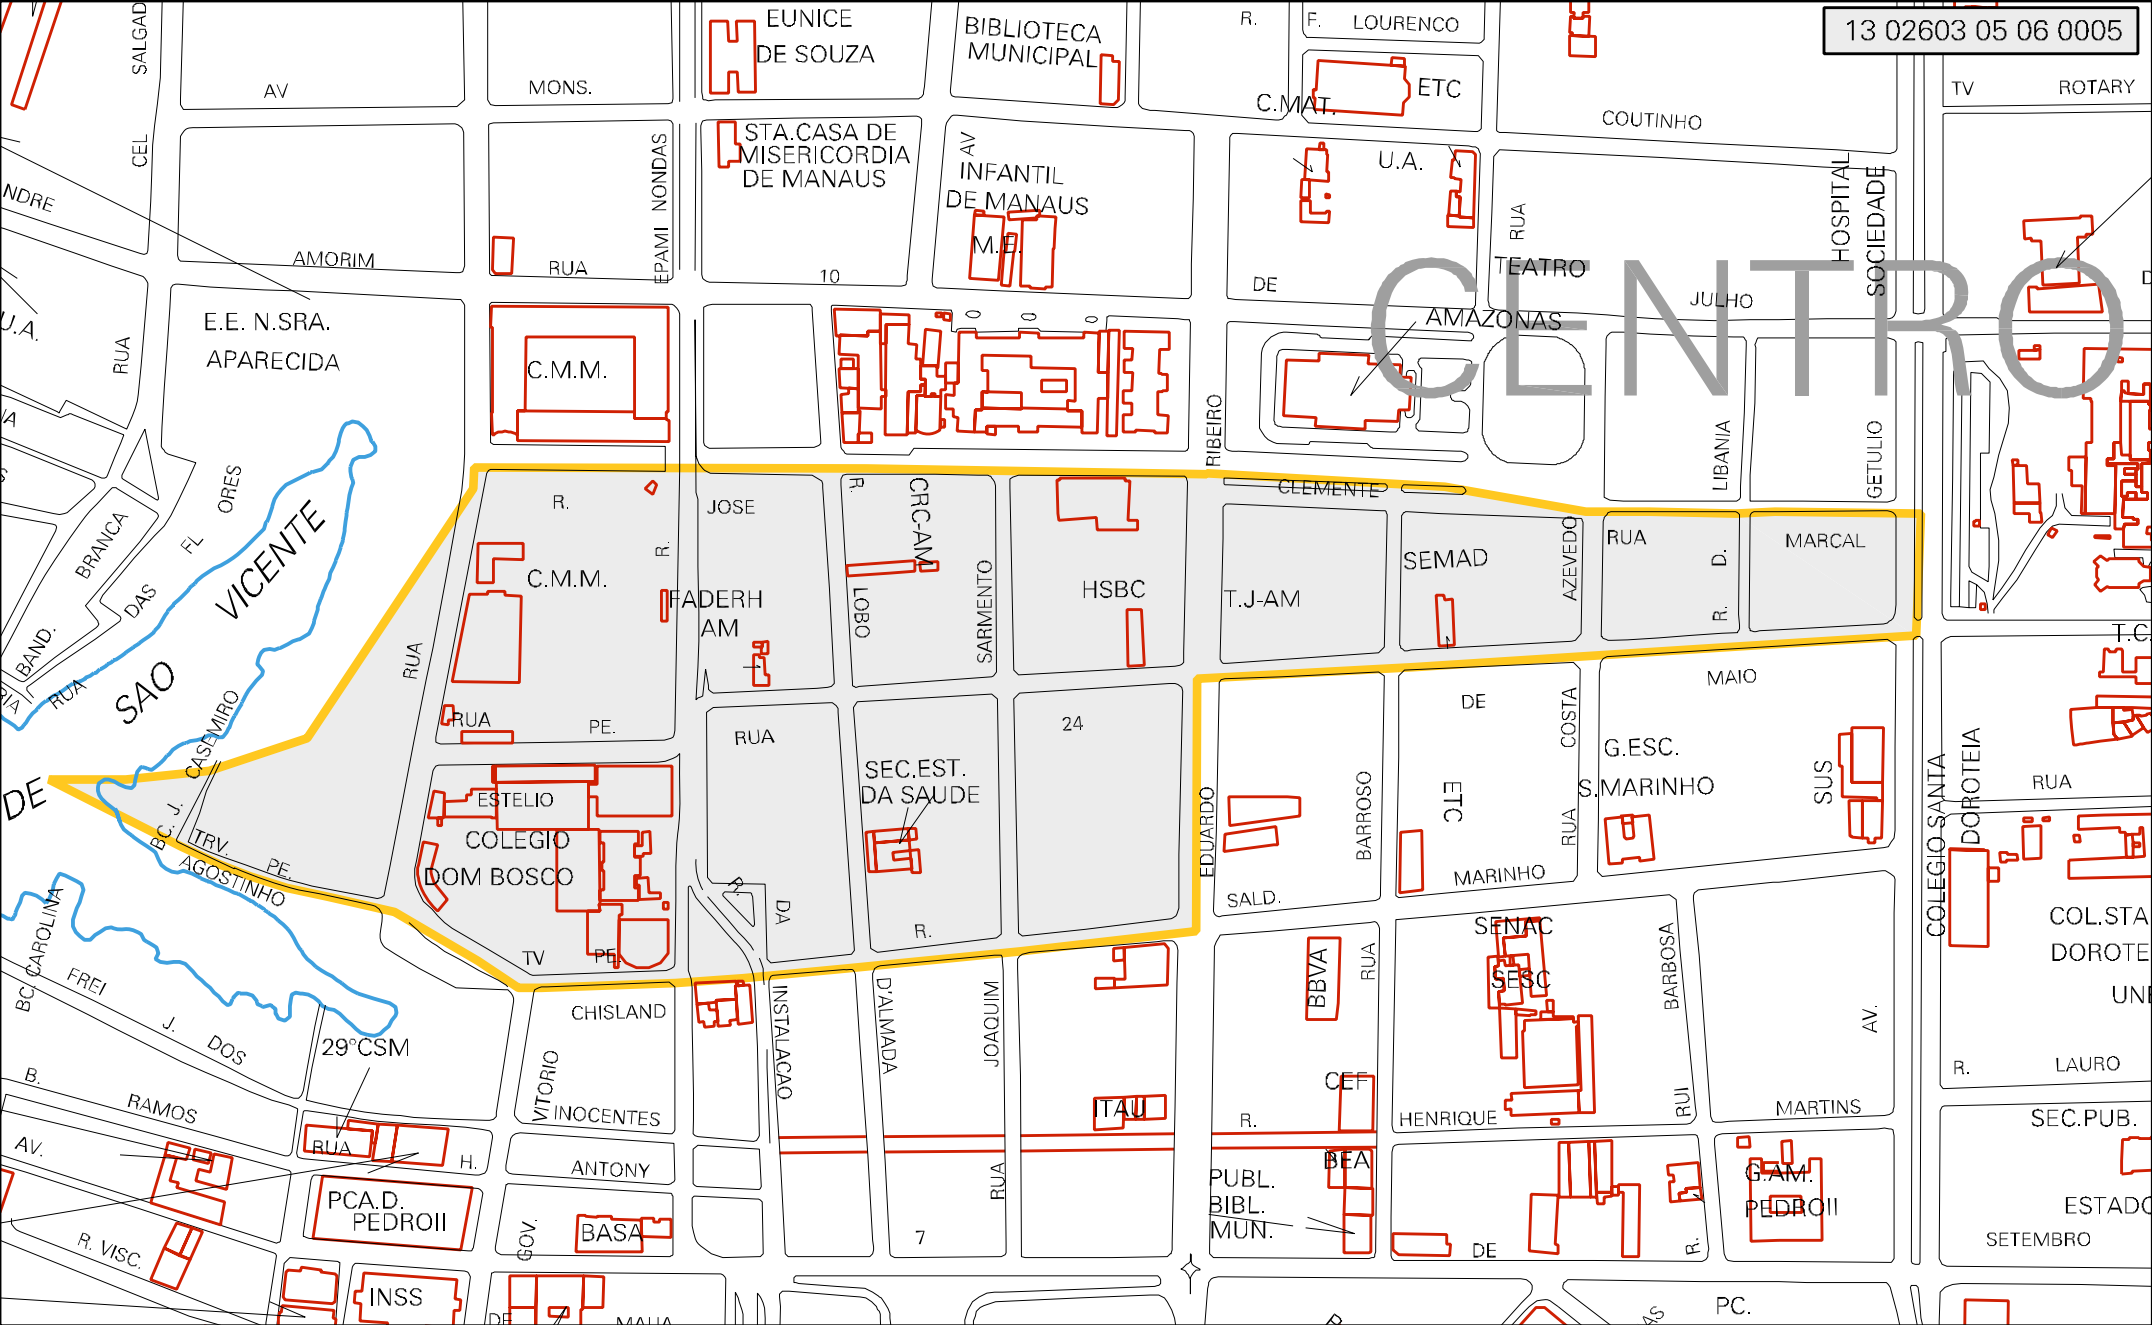 13 02603 05 06 0005
SALGAD
EUNICE
DE SOUZA
BIBLIOTECA
MUNICIPAL
R.
F.
LOURENCO
ETC
C.MAT.
AV
MONS.
TV
ROTARY
COUTINHO
CEL
EPAMI NONDAS
STA.CASA DE
MISERICORDIA
DE MANAUS
AV
INFANTIL
DE MANAUS
M.E.
U.A.
RUA
HOSPITAL
SOCIEDADE
NDRE
AMORIM
RUA
10
DE
TEATRO
JULHO
CENTRO
AMAZONAS
U.A.
RUA
E.E. N.SRA.
APARECIDA
C.M.M.
RIBEIRO
LIBANIA
GETULIO
ORES
FL
DAS
BRANCA
BAND.
RUA
SAO
VICENTE
DE
R.
JOSE
R.
CRC-AM
CLEMENTE
RUA
MARCAL
R.
C.M.M.
FADERH
AM
LOBO
SARMENTO
HSBC
T.J-AM
SEMAD
AZEVEDO
D.
R.
T.C
RUA
CASEMIRO
J.
BC.
RUA
PE.
RUA
24
DE
MAIO
COSTA
RUA
G.ESC.
S.MARINHO
SUS
COLEGIO SANTA
DOROTEIA
RUA
SEC.EST.
DA SAUDE
ESTELIO
COLEGIO
DOM BOSCO
TRV.
PE.
AGOSTINHO
EDUARDO
BARROSO
ETC
MARINHO
SALD.
R.
DA
R.
TV
PE.
BC.CAROLINA
FREI
J.
DOS
CHISLAND
INSTALACAO
D'ALMADA
JOAQUIM
BBVA
RUA
SENAC
SESC
BARBOSA
RUI
AV.
COL.STA
DOROTE
UNI
29°CSM
VITORIO
INOCENTES
ITAU
CEF
R.
HENRIQUE
MARTINS
R.
LAURO
SEC.PUB.
B.
RAMOS
AV.
RUA
H.
ANTONY
RUA
BEA
PUBL.
BIBL.
MUN.
G.AM.
PEDROII
ESTADO
PCA.D.
PEDROII
GOV.
BASA
7
DE
R.
SETEMBRO
R. VISC.
INSS
DE
PC.